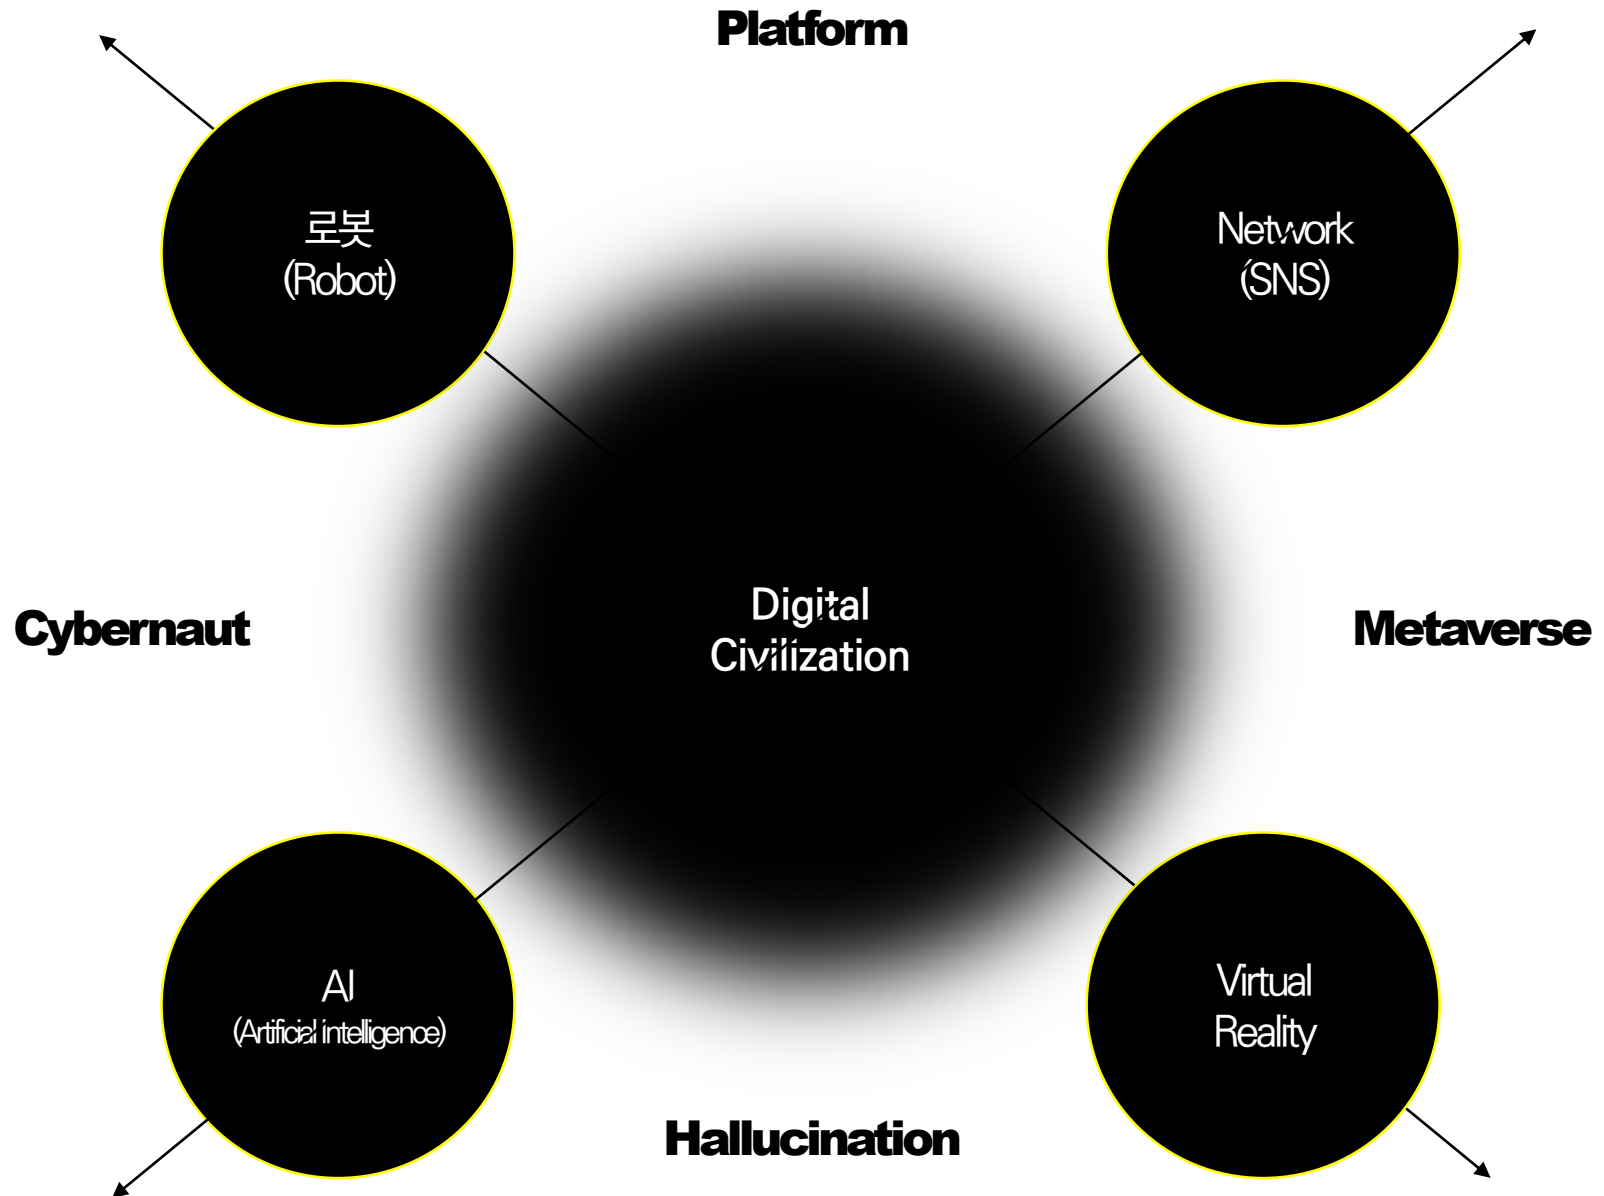 Platform
로봇
(Robot)
Network
(SNS)
Digital
Civilization
Cybernaut
Metaverse
AI
(Artificial intelligence)
Virtual
Reality
Hallucination